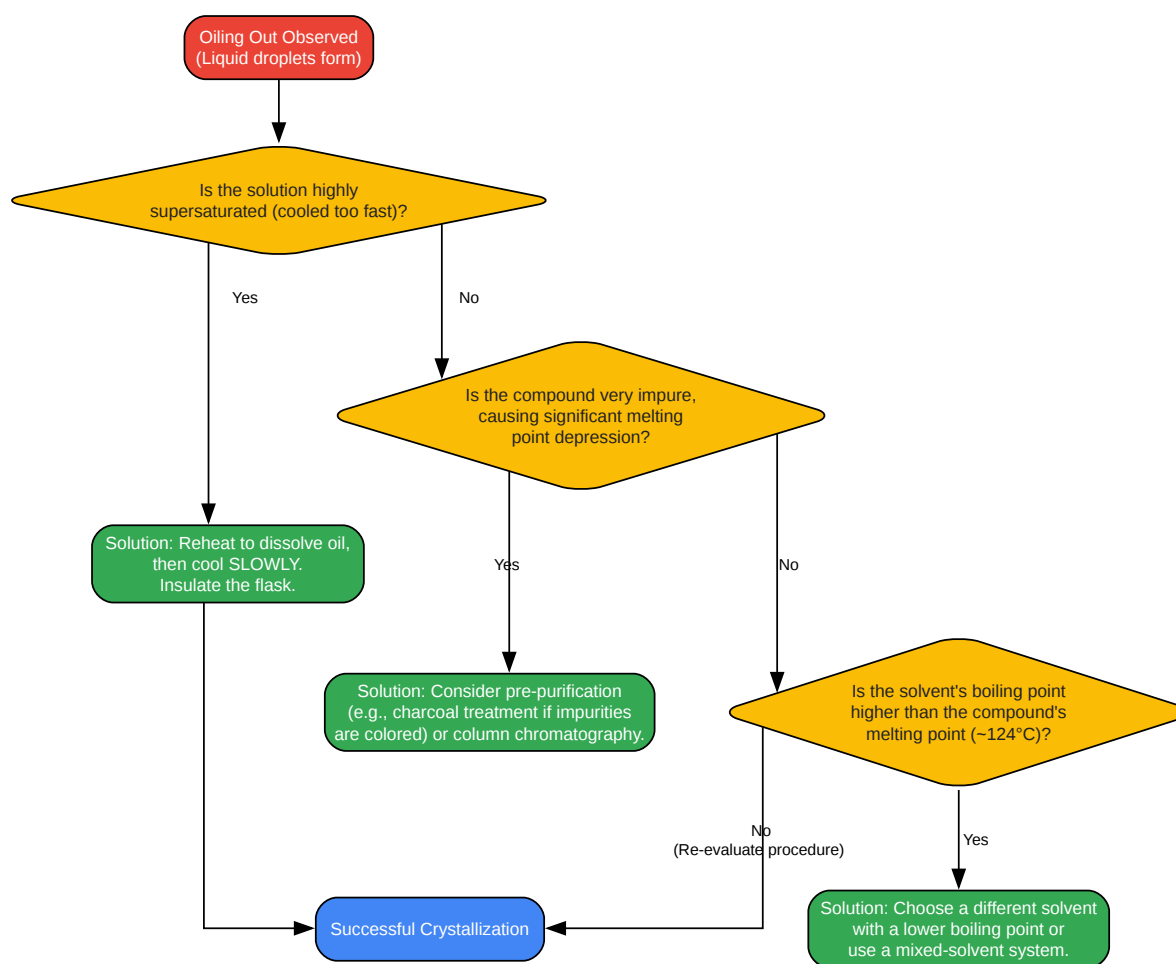 Oiling Out Observed
(Liquid droplets form)
Is the solution highly
supersaturated (cooled too fast)?
Yes
No
Is the compound very impure,
causing significant melting
point depression?
Solution: Reheat to dissolve oil,
then cool SLOWLY.
Insulate the flask.
Yes
No
Solution: Consider pre-purification
(e.g., charcoal treatment if impurities
are colored) or column chromatography.
Is the solvent's boiling point
higher than the compound's
melting point (~124°C)?
No
(Re-evaluate procedure)
Yes
Successful Crystallization
Solution: Choose a different solvent
with a lower boiling point or
use a mixed-solvent system.